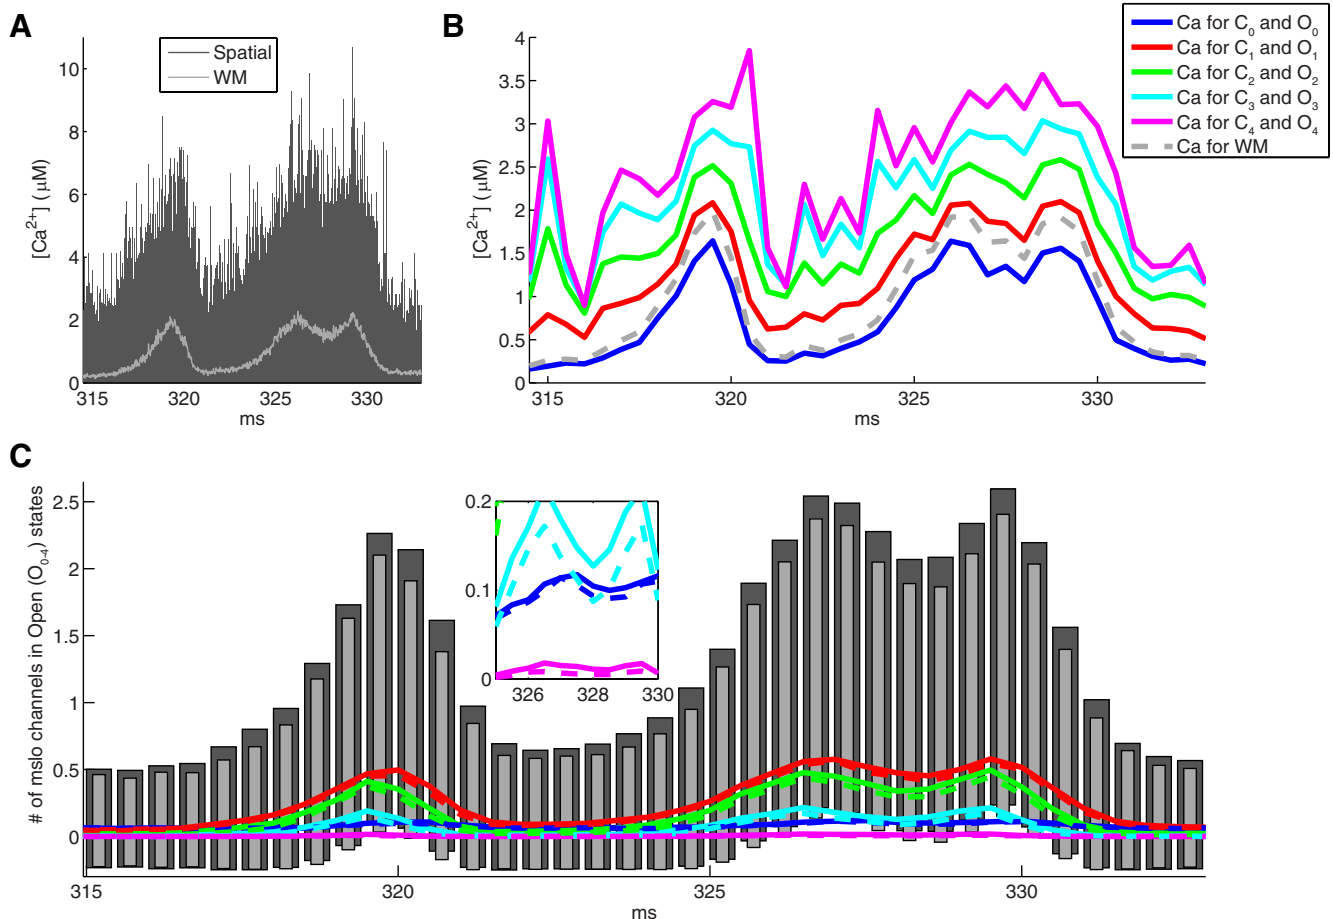 A
Spatial
WM
10
8
6
4
2
0
[Ca2+] (μM)
315 320 325 330
ms
B
4
3.5
3
2.5
2
1.5
1
0.5
0
[Ca2+] (μM)
315 320 325 330
ms
Ca for C0 and O0
Ca for C1 and O1
Ca for C2 and O2
Ca for C3 and O3
Ca for C4 and O4
Ca for WM
C
2.5
2
1.5
1
0.5
0
# of mslo channels in Open (O0-4) states
0.2
0.1
0
326 328 330
315 320 325 330
ms